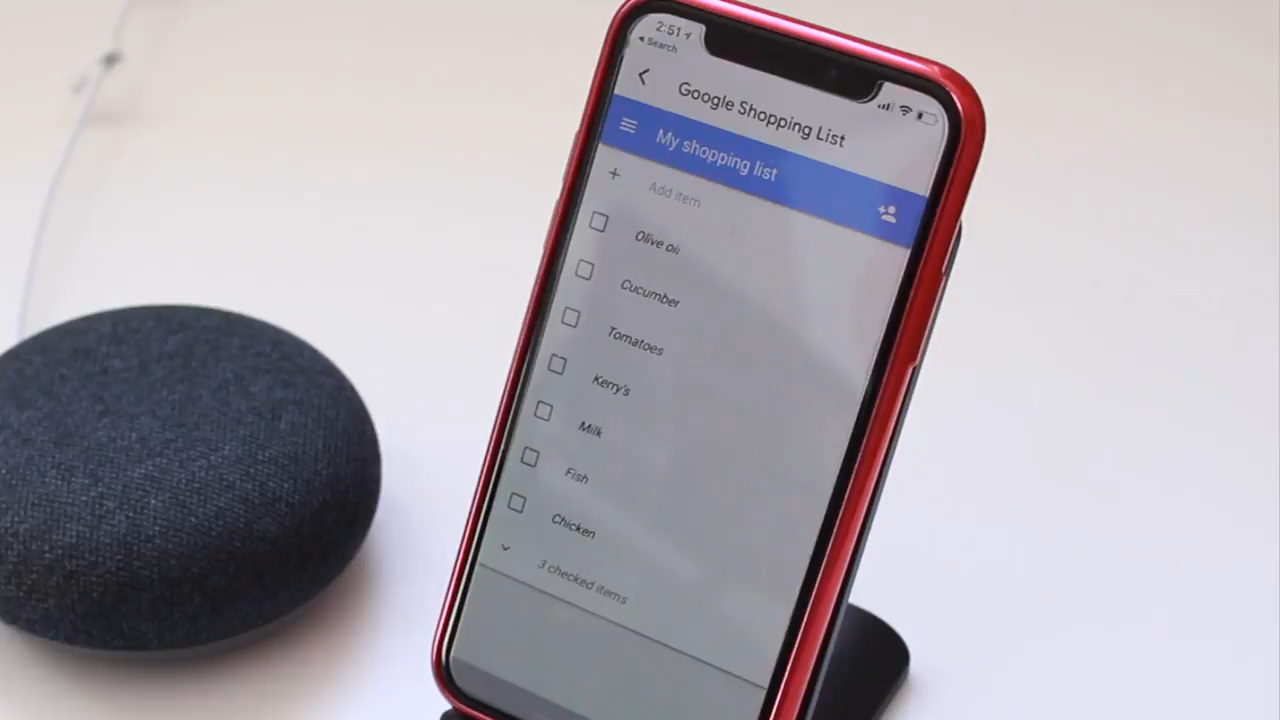 2:51
Search
Google Shopping List
My shopping list
Add item
Olive oil
Cucumber
Tomatoes
Kerry's
Milk
Fish
Chicken
3 checked items